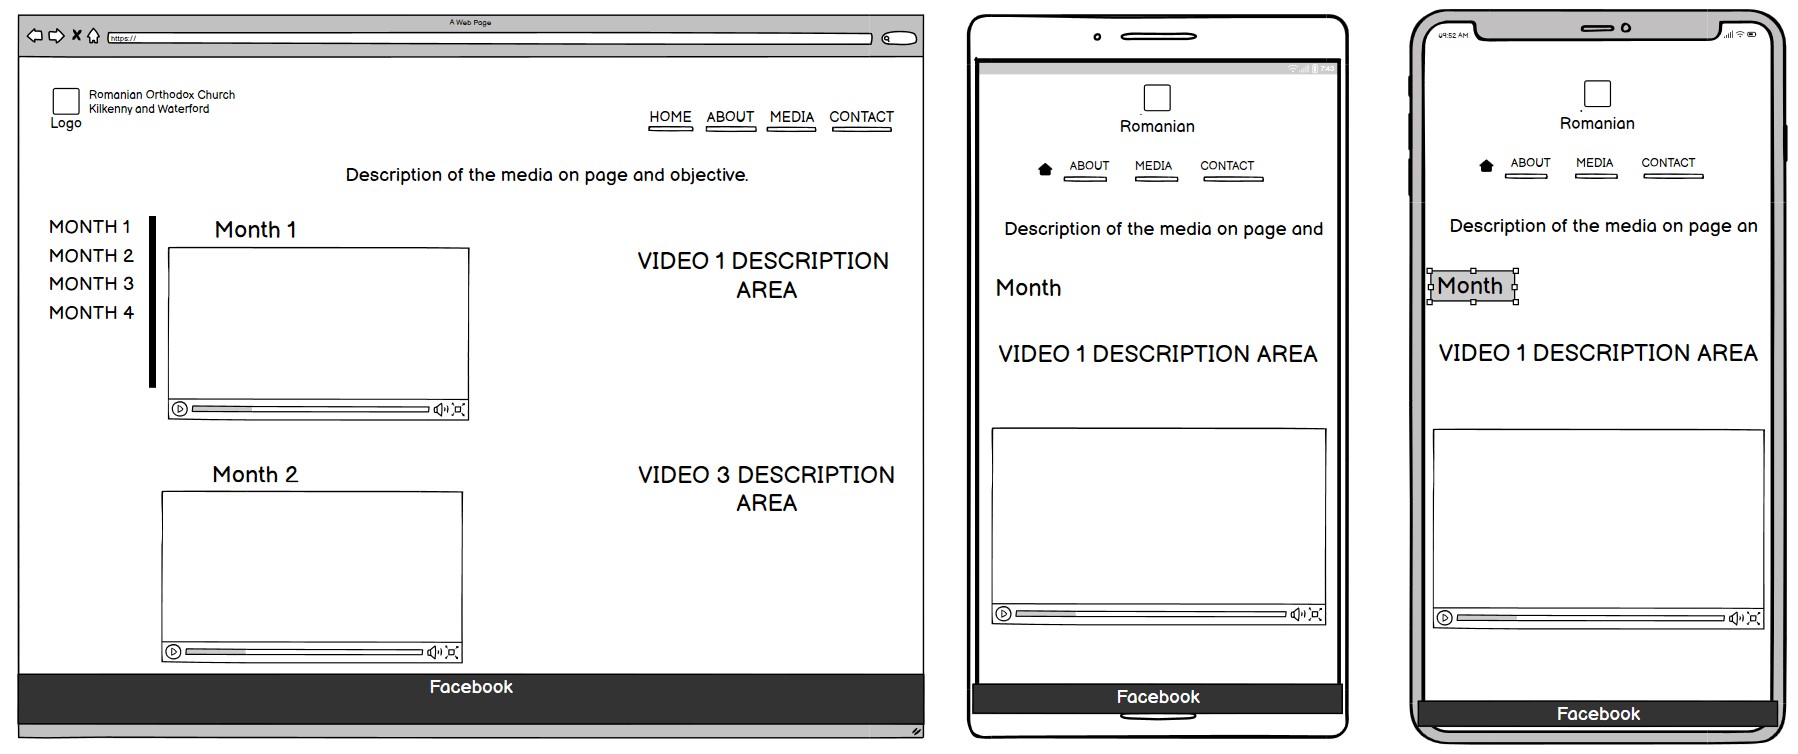 A Web Page
https://
Romanian Orthodox Church
Kilkenny and Waterford
Logo
HOME ABOUT MEDIA CONTACT
Description of the media on page and objective.
MONTH 1
MONTH 2
MONTH 3
MONTH 4
Month 1
VIDEO 1 DESCRIPTION
AREA
Month 2
VIDEO 3 DESCRIPTION
AREA
Facebook
7:43
Romanian
ABOUT MEDIA CONTACT
Description of the media on page and
Month
VIDEO 1 DESCRIPTION AREA
Facebook
09:52 AM
Romanian
ABOUT MEDIA CONTACT
Description of the media on page an
Month
VIDEO 1 DESCRIPTION AREA
Facebook